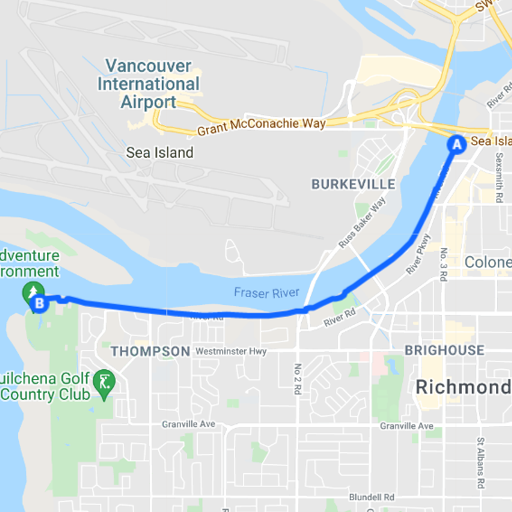 SW
Vancouver
International
Airport
River Rd
Grant McConachie Way
A
Sea Islan
Sea Island
Sexsmith Rd
BURKEVILLE
Russ Baker Way
River Pkwy
No. 3 Rd
Colone
dventure
ronment
B
Fraser River
River Rd
River Rd
THOMPSON
Westminster Hwy
BRIGHOUSE
uilchena Golf
Country Club
No 2 Rd
Richmond
Granville Ave
Granville Ave
St Albans Rd
Blundell Rd